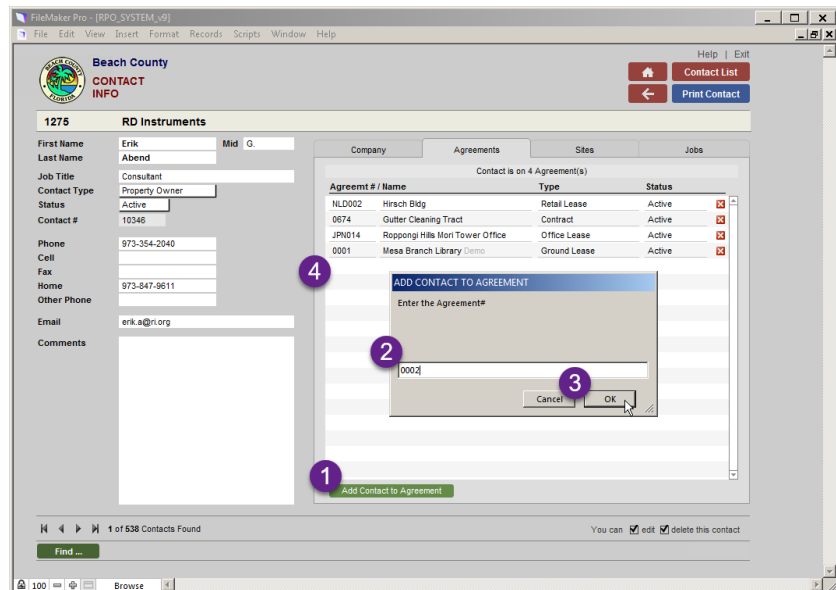 FileMaker Pro - [RPO_SYSTEM_v9]
File Edit View Insert Format Records Scripts Window Help
Help | Exit
BEACH COUNTY
FLORIDA
Beach County
CONTACT
INFO
Contact List
Print Contact
1275 RD Instruments
First Name Erik Mid G.
Last Name Abend
Job Title Consultant
Contact Type Property Owner
Status Active
Contact # 10346
Phone 973-354-2040
Cell
Fax
Home 973-847-9611
Other Phone
Email erik.a@ri.org
Comments
Company Agreements Sites Jobs
Contact is on 4 Agreement(s)
Agreemt # / Name Type Status
NLD002 Hirsch Bldg Retail Lease Active
0674 Gutter Cleaning Tract Contract Active
JPN014 Roppongi Hills Mori Tower Office Office Lease Active
0001 Mesa Branch Library Demo Ground Lease Active
4
ADD CONTACT TO AGREEMENT
Enter the Agreement#
2
0002
3
Cancel OK
1
Add Contact to Agreement
1 of 538 Contacts Found
You can edit delete this contact
Find ...
100 Browse